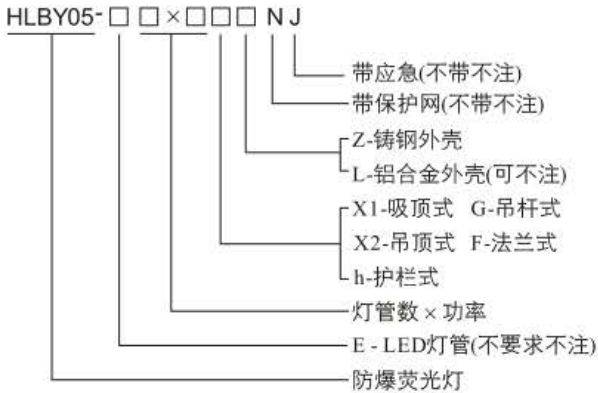 HLBY05-□ □×□□□ N J
带应急(不带不注)
带保护网(不带不注)
Z-铸钢外壳
L-铝合金外壳(可不注)
X1-吸顶式 G-吊杆式
X2-吊顶式 F-法兰式
h-护栏式
灯管数×功率
E-LED灯管(不要求不注)
防爆荧光灯